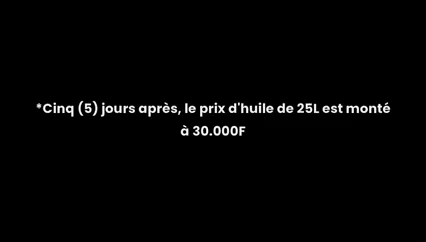 *Cinq (5) jours après, le prix d'huile de 25L est monté
à 30.000F